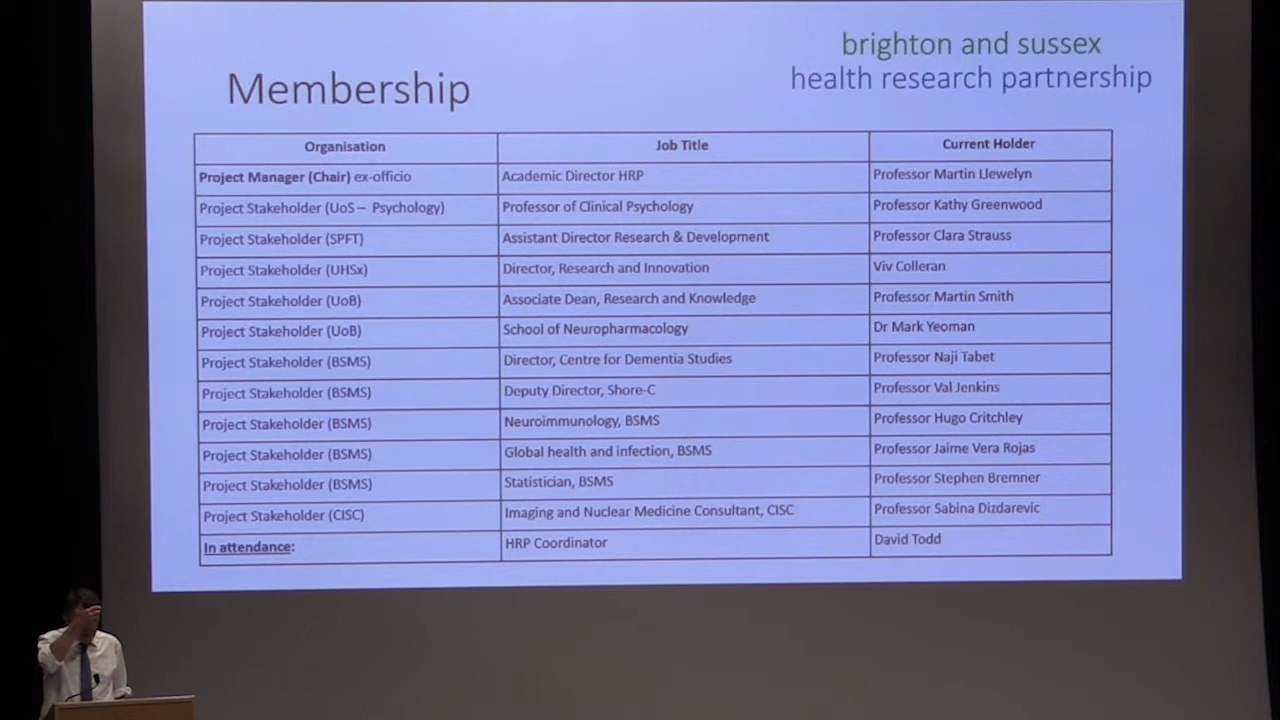 brighton and sussex
health research partnership
Membership
Organisation Job Title Current Holder
Project Manager (Chair) ex-officio Academic Director HRP Professor Martin Llewelyn
Project Stakeholder (UoS – Psychology) Professor of Clinical Psychology Professor Kathy Greenwood
Project Stakeholder (SPFT) Assistant Director Research & Development Professor Clara Strauss
Project Stakeholder (UHSx) Director, Research and Innovation Viv Colleran
Project Stakeholder (UoB) Associate Dean, Research and Knowledge Professor Martin Smith
Project Stakeholder (UoB) School of Neuropharmacology Dr Mark Yeoman
Project Stakeholder (BSMS) Director, Centre for Dementia Studies Professor Naji Tabet
Project Stakeholder (BSMS) Deputy Director, Shore-C Professor Val Jenkins
Project Stakeholder (BSMS) Neuroimmunology, BSMS Professor Hugo Critchley
Project Stakeholder (BSMS) Global health and infection, BSMS Professor Jaime Vera Rojas
Project Stakeholder (BSMS) Statistician, BSMS Professor Stephen Bremner
Project Stakeholder (CISC) Imaging and Nuclear Medicine Consultant, CISC Professor Sabina Dizdarevic
In attendance: HRP Coordinator David Todd